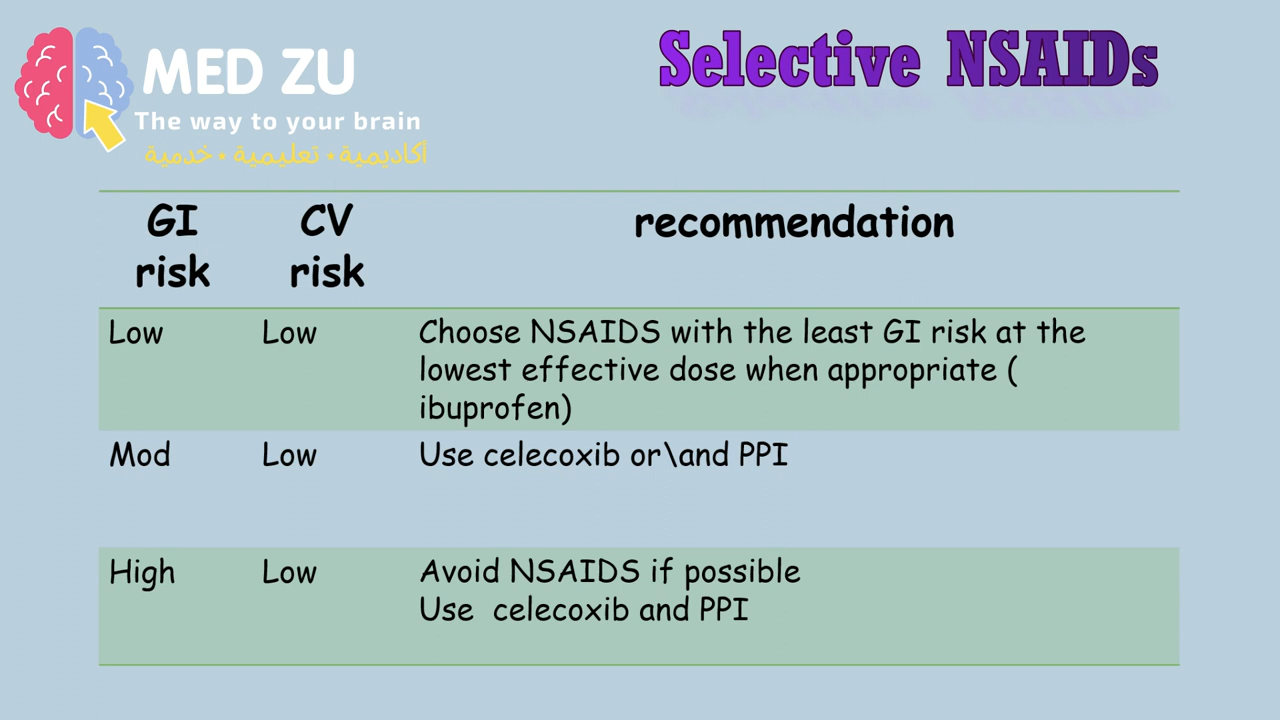 MED ZU
The way to your brain
أكاديمية • تعليمية • خدمية
Selective NSAIDs
GI risk
CV risk
recommendation
Low
Low
Choose NSAIDS with the least GI risk at the
lowest effective dose when appropriate (
ibuprofen)
Mod
Low
Use celecoxib or\and PPI
High
Low
Avoid NSAIDS if possible
Use celecoxib and PPI